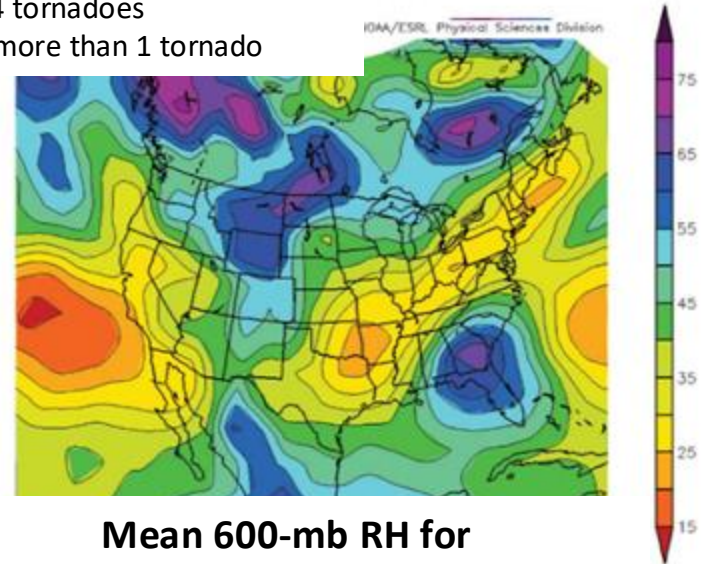 4 tornadoes
more than 1 tornado
NOAA/ESRL Physical Sciences Division
75
65
55
45
35
25
15
Mean 600-mb RH for